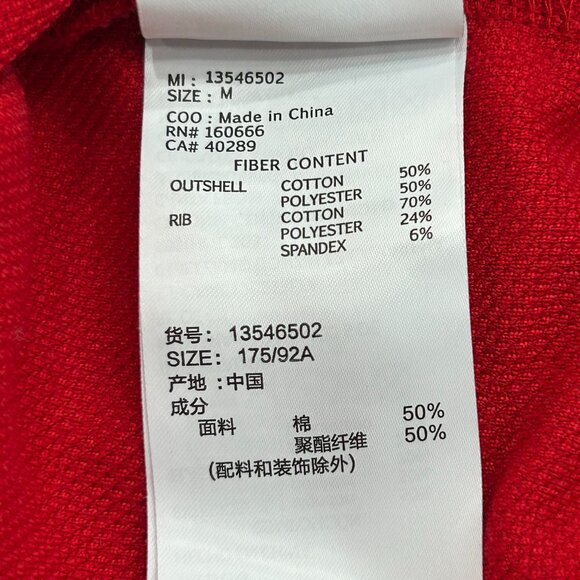 MI: 13546502
SIZE: M
COO: Made in China
RN# 160666
CA# 40289
FIBER CONTENT
OUTSHELL COTTON 50%
POLYESTER 50%
RIB COTTON 70%
POLYESTER 24%
SPANDEX 6%
货号: 13546502
SIZE: 175/92A
产地:中国
成分
面料 棉 50%
聚酯纤维 50%
(配料和装饰除外)